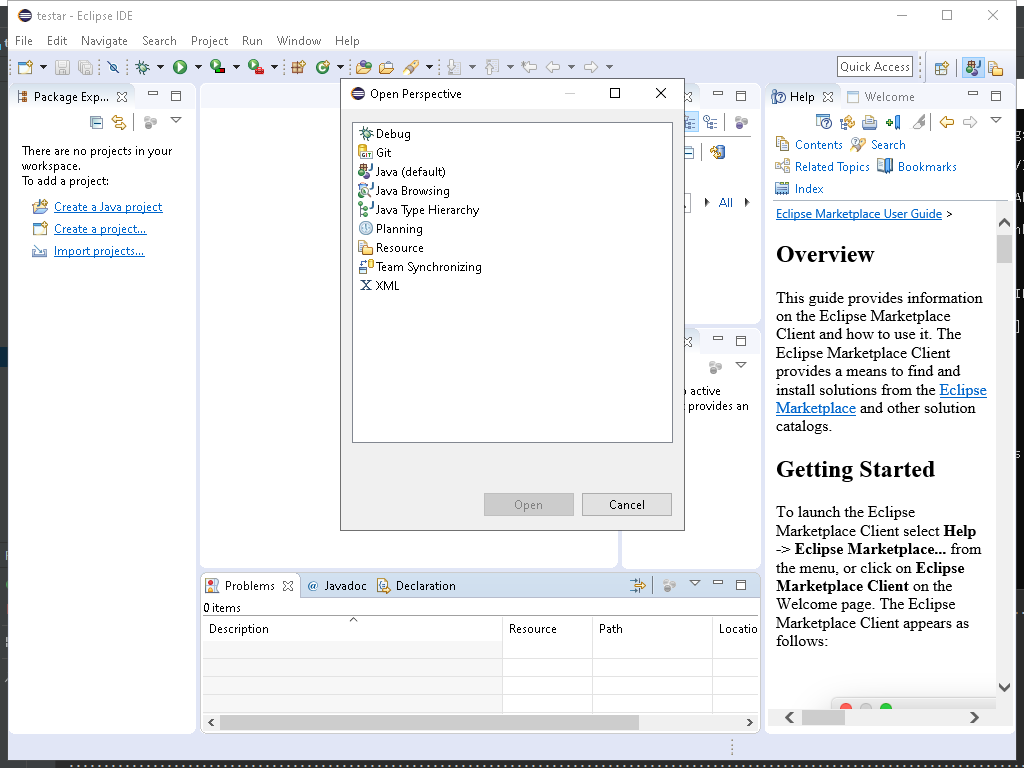 testar - Eclipse IDE
File Edit Navigate Search Project Run Window Help
Quick Access
Package Exp...
There are no projects in your
workspace.
To add a project:
Create a Java project
Create a project...
Import projects...
Open Perspective
Debug
GIT
Git
Java (default)
Java Browsing
Java Type Hierarchy
Planning
Resource
Team Synchronizing
XML
Open Cancel
All
active
provides an
Problems @ Javadoc Declaration
0 items
Description Resource Path Locatio
Help Welcome
Contents Search
Related Topics Bookmarks
Index
Eclipse Marketplace User Guide >
Overview
This guide provides information
on the Eclipse Marketplace
Client and how to use it. The
Eclipse Marketplace Client
provides a means to find and
install solutions from the Eclipse
Marketplace and other solution
catalogs.
Getting Started
To launch the Eclipse
Marketplace Client select Help
-> Eclipse Marketplace... from
the menu, or click on Eclipse
Marketplace Client on the
Welcome page. The Eclipse
Marketplace Client appears as
follows: